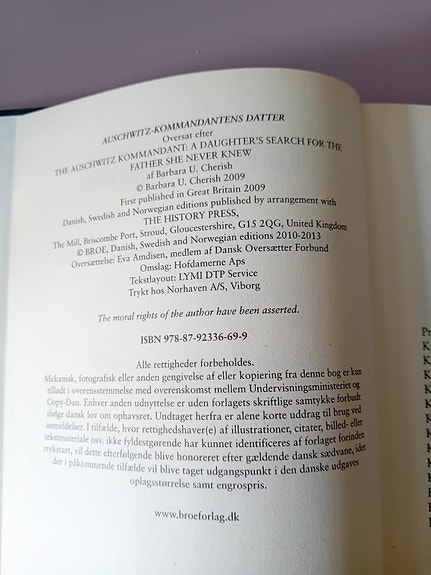 AUSCHWITZ-KOMMANDANTENS DATTER
Oversat efter
THE AUSCHWITZ KOMMANDANT: A DAUGHTER'S SEARCH FOR THE
FATHER SHE NEVER KNEW
af Barbara U. Cherish
© Barbara U. Cherish 2009
First published in Great Britain 2009
Danish, Swedish and Norwegian editions published by arrangement with
THE HISTORY PRESS,
The Mill, Briscombe Port, Stroud, Gloucestershire, G15 2QG, United Kingdom
© BROE, Danish, Swedish and Norwegian editions 2010-2013
Oversættelse: Eva Amdisen, medlem af Dansk Oversætter Forbund
Omslag: Hofdamerne Aps
Tekstlayout: LYMI DTP Service
Trykt hos Norhaven A/S, Viborg
The moral rights of the author have been asserted.
ISBN 978-87-92336-69-9
Alle rettigheder forbeholdes.
Mekanisk, fotografisk eller anden gengivelse af eller kopiering fra denne bog er kun
tilladt i overensstemmelse med overenskomst mellem Undervisningsministeriet og
Copy-Dan. Enhver anden udnyttelse er uden forlagets skriftlige samtykke forbudt
ifølge dansk lov om ophavsret. Undtaget herfra er alene korte uddrag til brug ved
anmeldelser. I tilfælde, hvor rettighedshaver(e) af illustrationer, citater, billed- eller
tekstmateriale osv. ikke fyldestgørende har kunnet identificeres af forlaget forinden
trykstart, vil dette efterfølgende blive honoreret efter gældende dansk sædvane, idet
der i påkommende tilfælde vil blive taget udgangspunkt i den danske udgaves
oplagsstørrelse samt engrospris.
www.broeforlag.dk